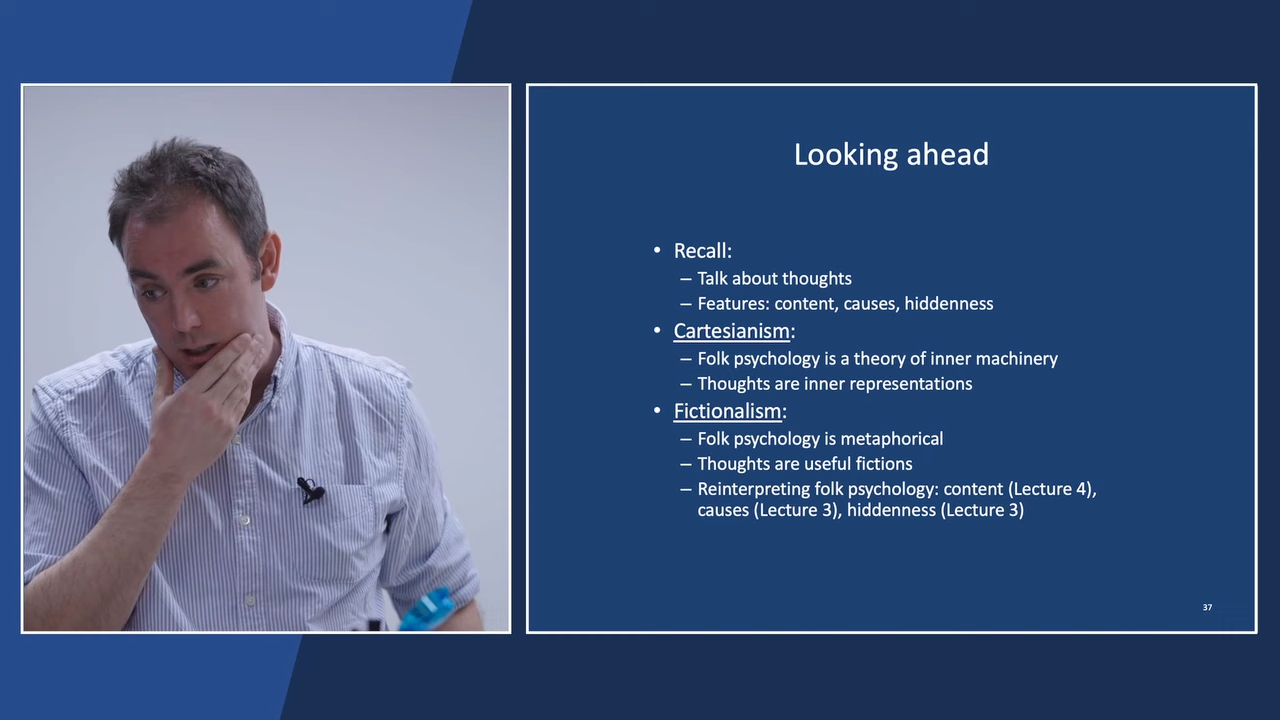 Looking ahead
• Recall:
– Talk about thoughts
– Features: content, causes, hiddenness
• Cartesianism:
– Folk psychology is a theory of inner machinery
– Thoughts are inner representations
• Fictionalism:
– Folk psychology is metaphorical
– Thoughts are useful fictions
– Reinterpreting folk psychology: content (Lecture 4),
causes (Lecture 3), hiddenness (Lecture 3)
37